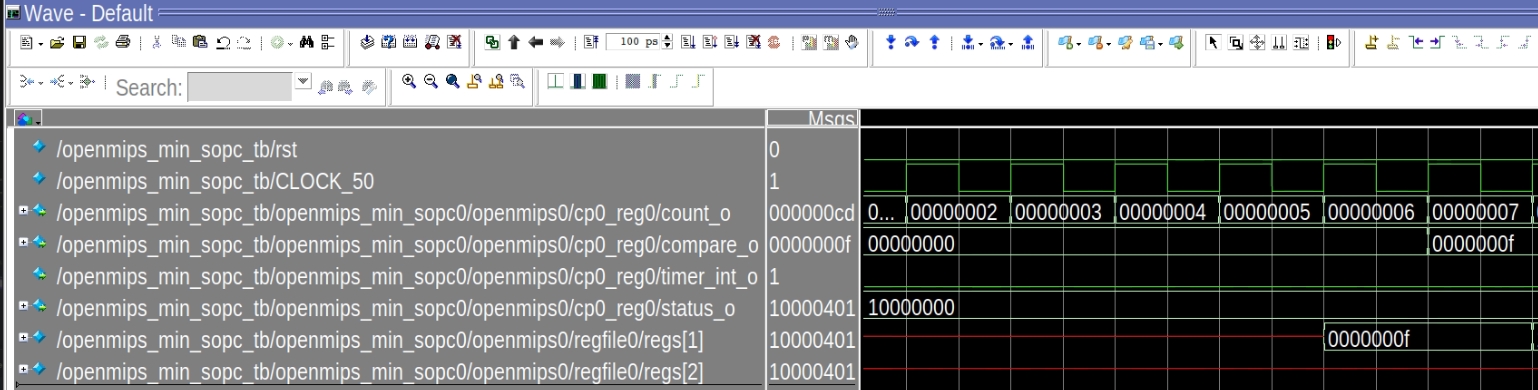 Wave - Default
100 ps
Search:
Msgs
/openmips_min_sopc_tb/rst 0
/openmips_min_sopc_tb/CLOCK_50 1
/openmips_min_sopc_tb/openmips_min_sopc0/openmips0/cp0_reg0/count_o 000000cd 0... 00000002 00000003 00000004 00000005 00000006 00000007
/openmips_min_sopc_tb/openmips_min_sopc0/openmips0/cp0_reg0/compare_o 0000000f 00000000 0000000f
/openmips_min_sopc_tb/openmips_min_sopc0/openmips0/cp0_reg0/timer_int_o 1
/openmips_min_sopc_tb/openmips_min_sopc0/openmips0/cp0_reg0/status_o 10000401 10000000
/openmips_min_sopc_tb/openmips_min_sopc0/openmips0/regfile0/regs[1] 10000401 0000000f
/openmips_min_sopc_tb/openmips_min_sopc0/openmips0/regfile0/regs[2] 10000401